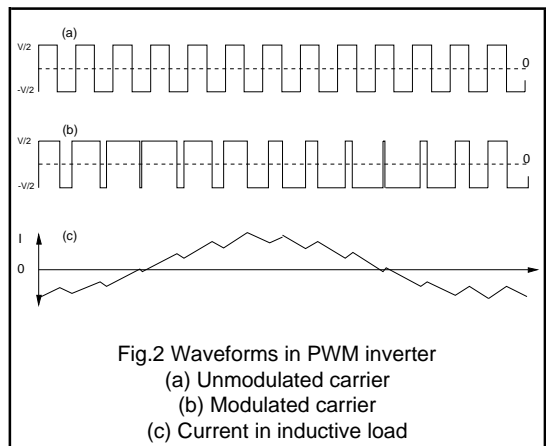 (a)
V/2
0
-V/2
(b)
V/2
0
-V/2
I
(c)
0
Fig.2 Waveforms in PWM inverter
(a) Unmodulated carrier
(b) Modulated carrier
(c) Current in inductive load